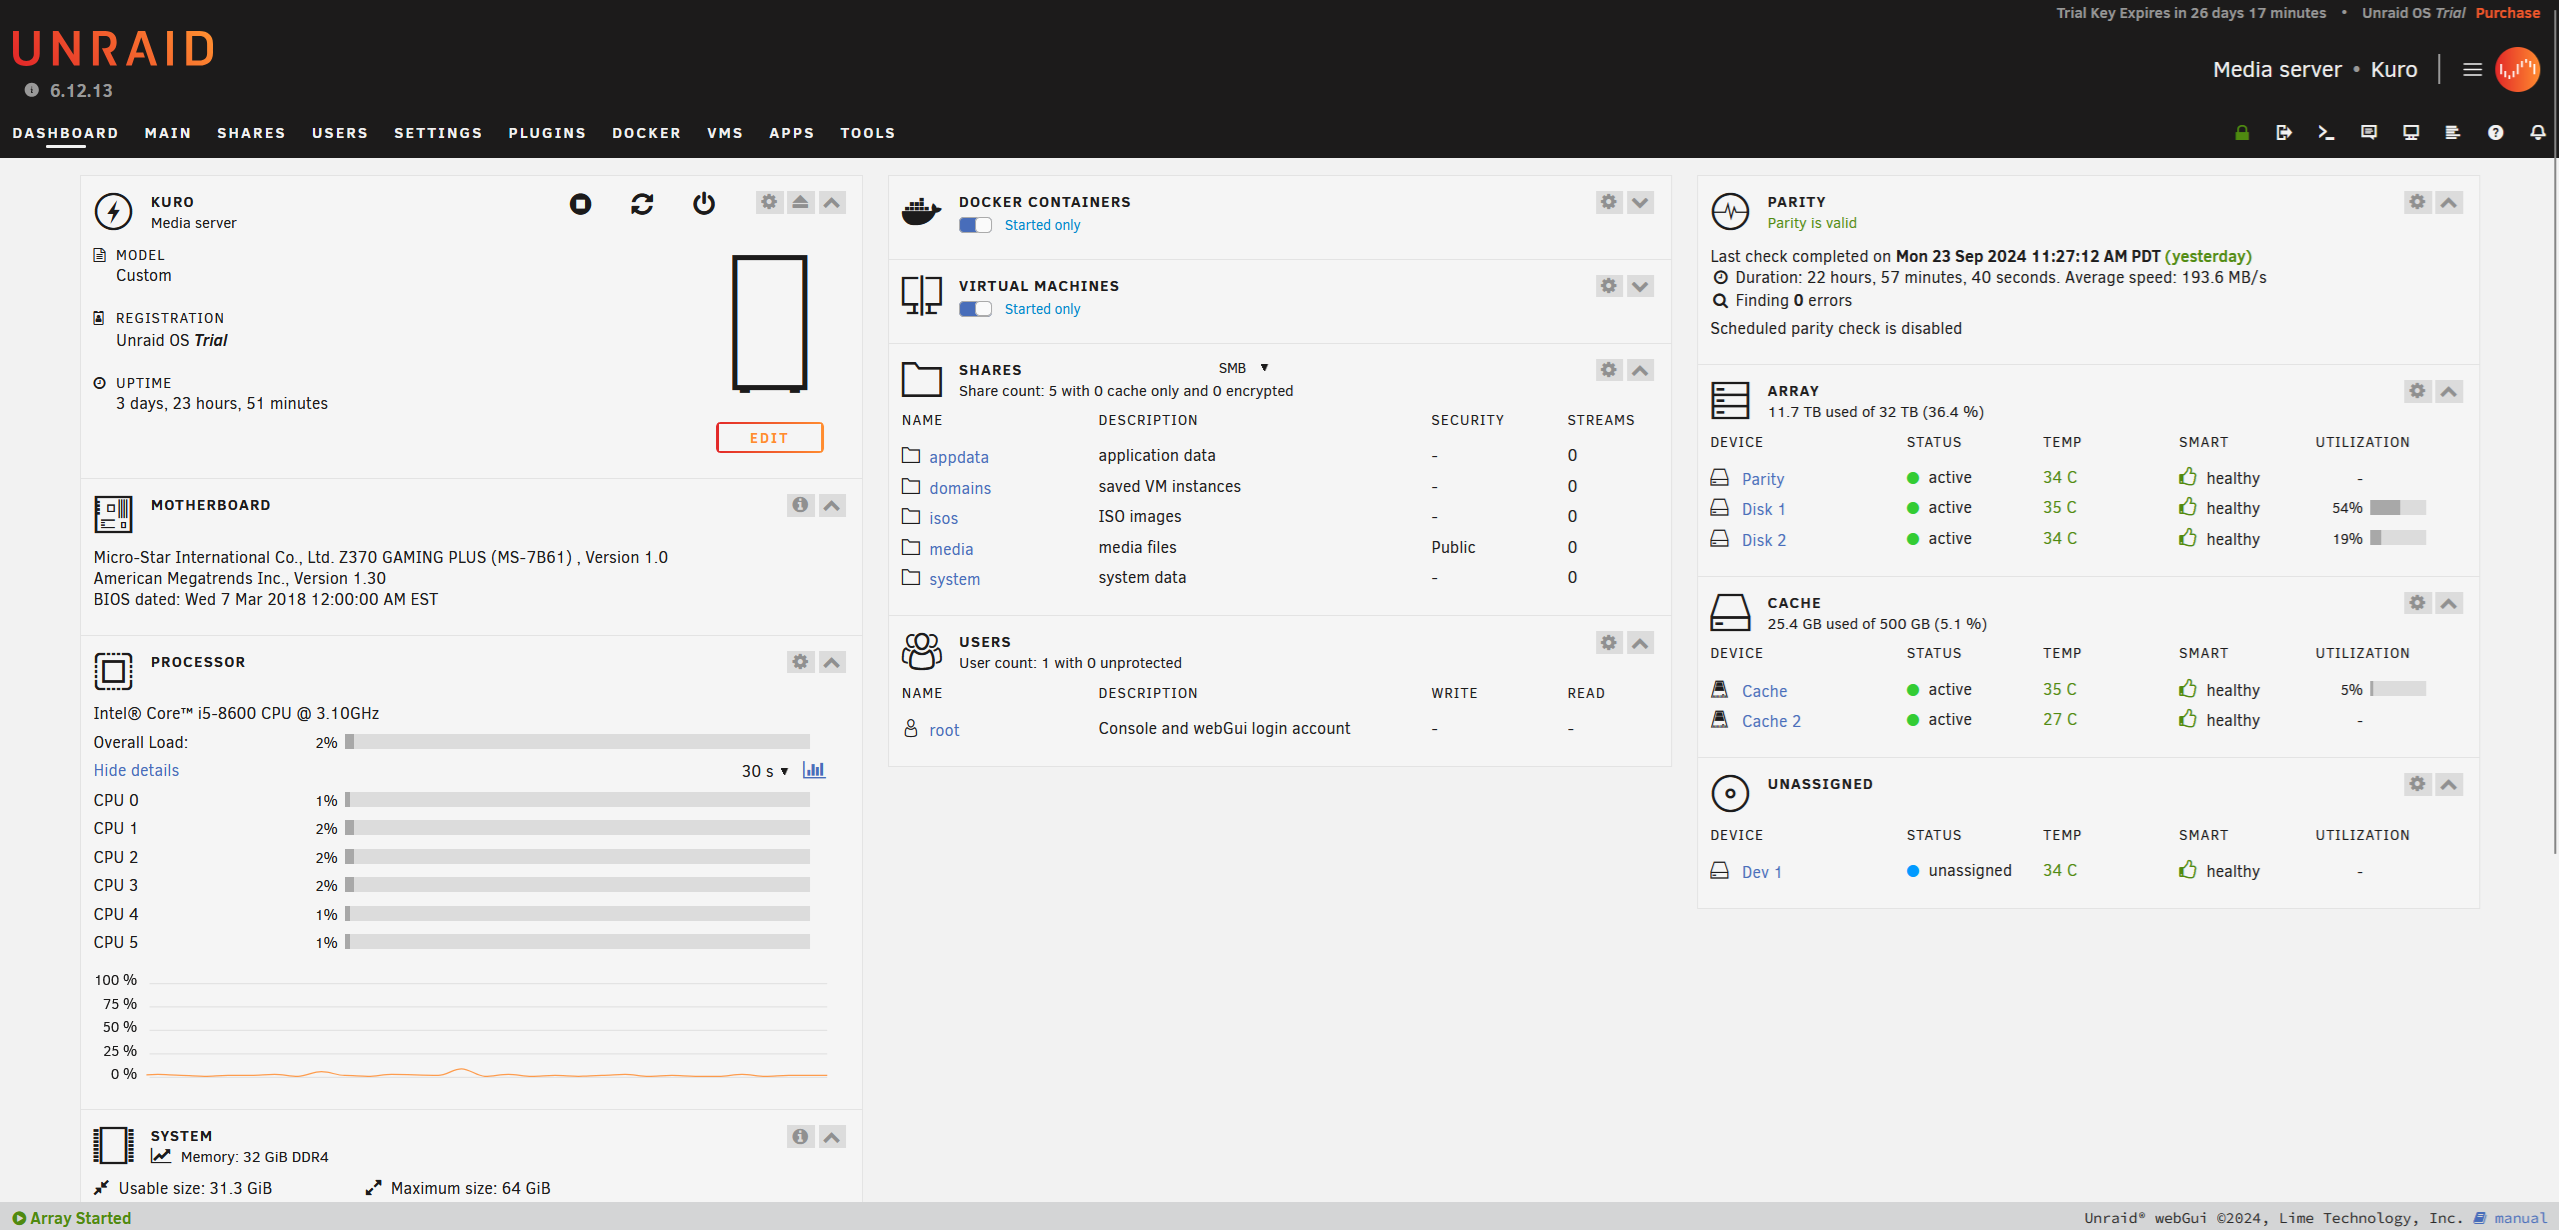 Trial Key Expires in 26 days 17 minutes • Unraid OS Trial Purchase
UNRAID
6.12.13
Media server • Kuro
DASHBOARD MAIN SHARES USERS SETTINGS PLUGINS DOCKER VMS APPS TOOLS
KURO
Media server
MODEL
Custom
REGISTRATION
Unraid OS Trial
UPTIME
3 days, 23 hours, 51 minutes
EDIT
MOTHERBOARD
Micro-Star International Co., Ltd. Z370 GAMING PLUS (MS-7B61) , Version 1.0
American Megatrends Inc., Version 1.30
BIOS dated: Wed 7 Mar 2018 12:00:00 AM EST
PROCESSOR
Intel® Core™ i5-8600 CPU @ 3.10GHz
Overall Load: 2%
Hide details 30 s ▼
CPU 0 1%
CPU 1 2%
CPU 2 2%
CPU 3 2%
CPU 4 1%
CPU 5 1%
100 %
75 %
50 %
25 %
0 %
SYSTEM
Memory: 32 GiB DDR4
Usable size: 31.3 GiB Maximum size: 64 GiB
DOCKER CONTAINERS
Started only
VIRTUAL MACHINES
Started only
SHARES SMB ▼
Share count: 5 with 0 cache only and 0 encrypted
NAME DESCRIPTION SECURITY STREAMS
appdata application data - 0
domains saved VM instances - 0
isos ISO images - 0
media media files Public 0
system system data - 0
USERS
User count: 1 with 0 unprotected
NAME DESCRIPTION WRITE READ
root Console and webGui login account - -
PARITY
Parity is valid
Last check completed on Mon 23 Sep 2024 11:27:12 AM PDT (yesterday)
Duration: 22 hours, 57 minutes, 40 seconds. Average speed: 193.6 MB/s
Finding 0 errors
Scheduled parity check is disabled
ARRAY
11.7 TB used of 32 TB (36.4 %)
DEVICE STATUS TEMP SMART UTILIZATION
Parity active 34 C healthy -
Disk 1 active 35 C healthy 54%
Disk 2 active 34 C healthy 19%
CACHE
25.4 GB used of 500 GB (5.1 %)
DEVICE STATUS TEMP SMART UTILIZATION
Cache active 35 C healthy 5%
Cache 2 active 27 C healthy -
UNASSIGNED
DEVICE STATUS TEMP SMART UTILIZATION
Dev 1 unassigned 34 C healthy -
Array Started
Unraid® webGui ©2024, Lime Technology, Inc. manual